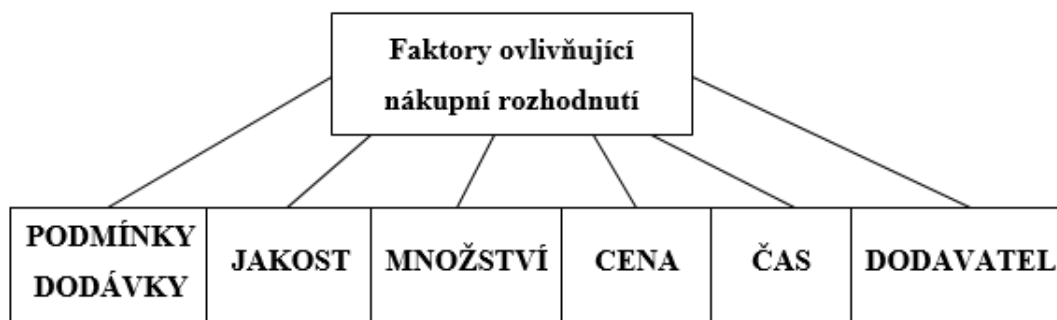 Faktory ovlivňující
nákupní rozhodnutí
PODMÍNKY
DODÁVKY
JAKOST
MNOŽSTVÍ
CENA
ČAS
DODAVATEL